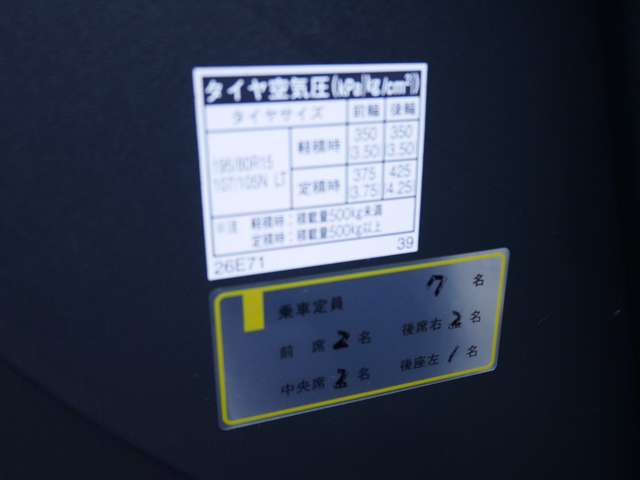 タイヤ空気圧(kPa{kg/cm²})
タイヤサイズ 前輪 後輪
195/80R15 107/105N LT
軽積時 350 (3.50) 350 (3.50)
定積時 375 (3.75) 425 (4.25)
※注 軽積時:積載量500kg未満
定積時:積載量500kg以上
26E71 39
乗車定員 7 名
前席 2 名 後席右 2 名
中央席 2 名 後座左 1 名